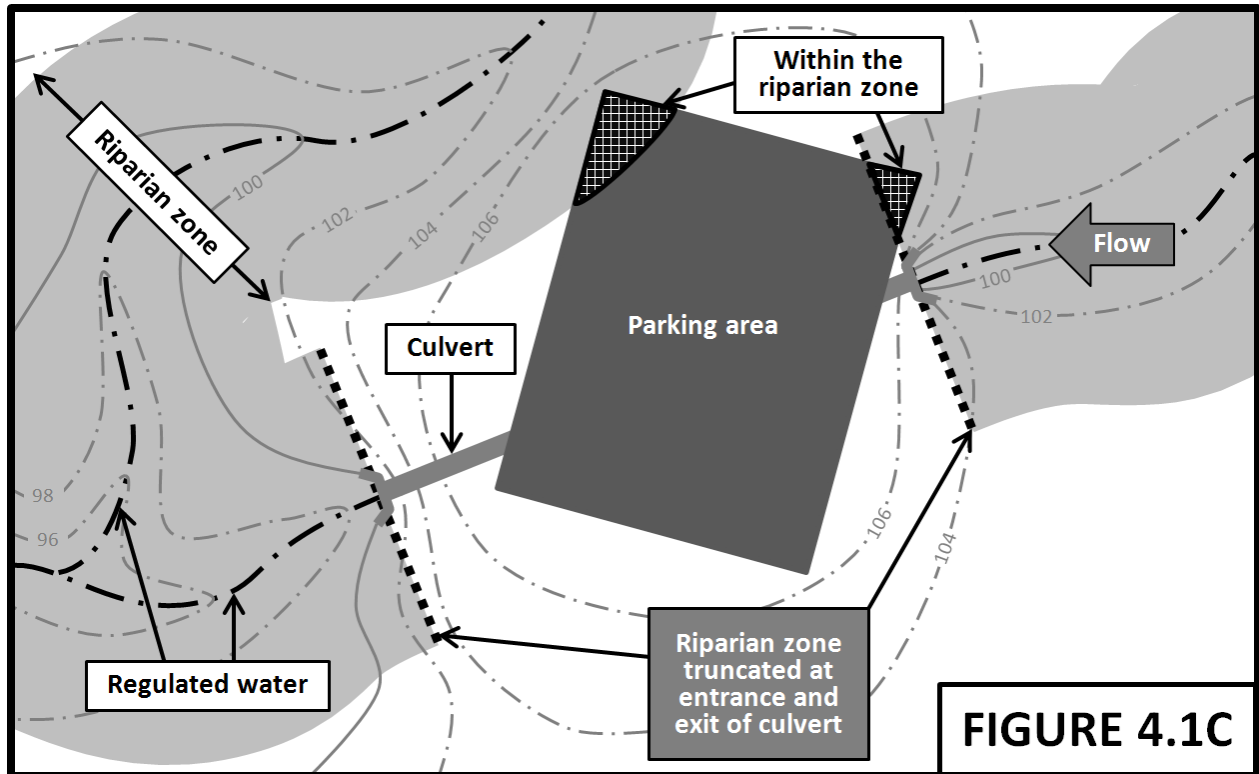 Within the
riparian zone
Riparian zone
100
102
104
106
Flow
100
102
Parking area
Culvert
98
96
106
104
Regulated water
Riparian zone
truncated at
entrance and
exit of culvert
FIGURE 4.1C